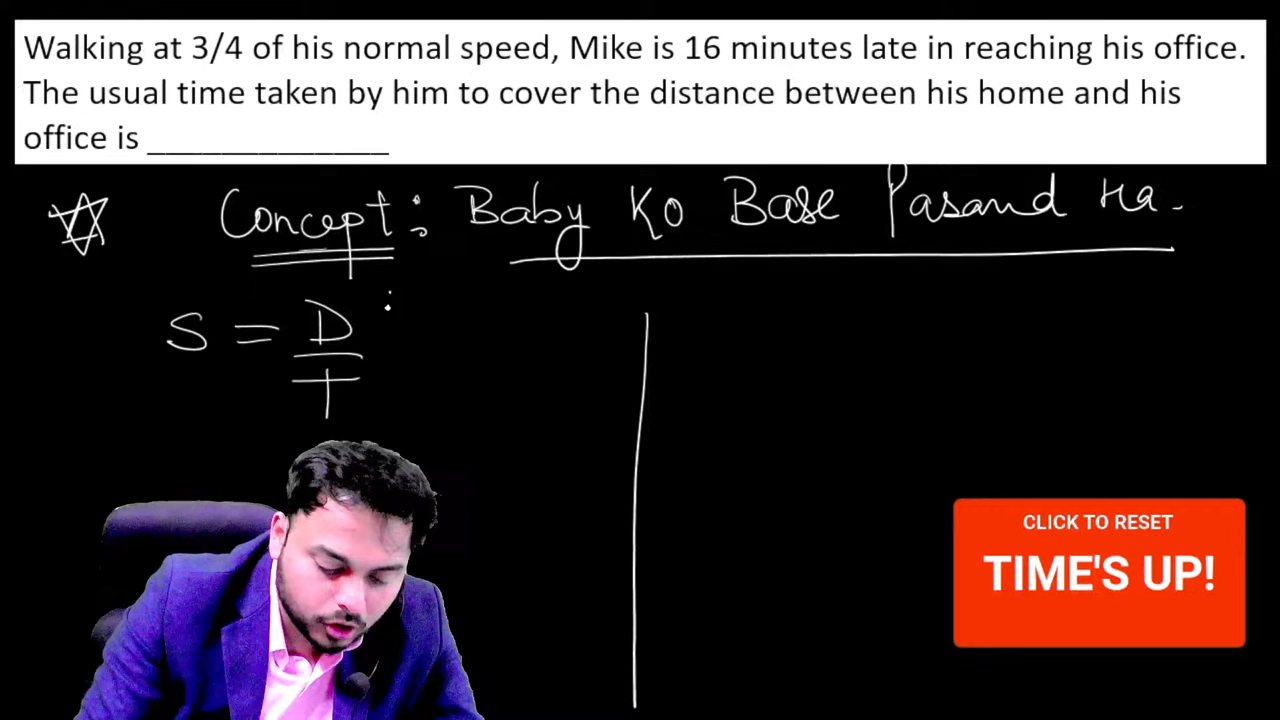 Walking at 3/4 of his normal speed, Mike is 16 minutes late in reaching his office.
The usual time taken by him to cover the distance between his home and his
office is ______________
Concept: Baby Ko Base Pasand Ha.
S = D
T
CLICK TO RESET
TIME'S UP!